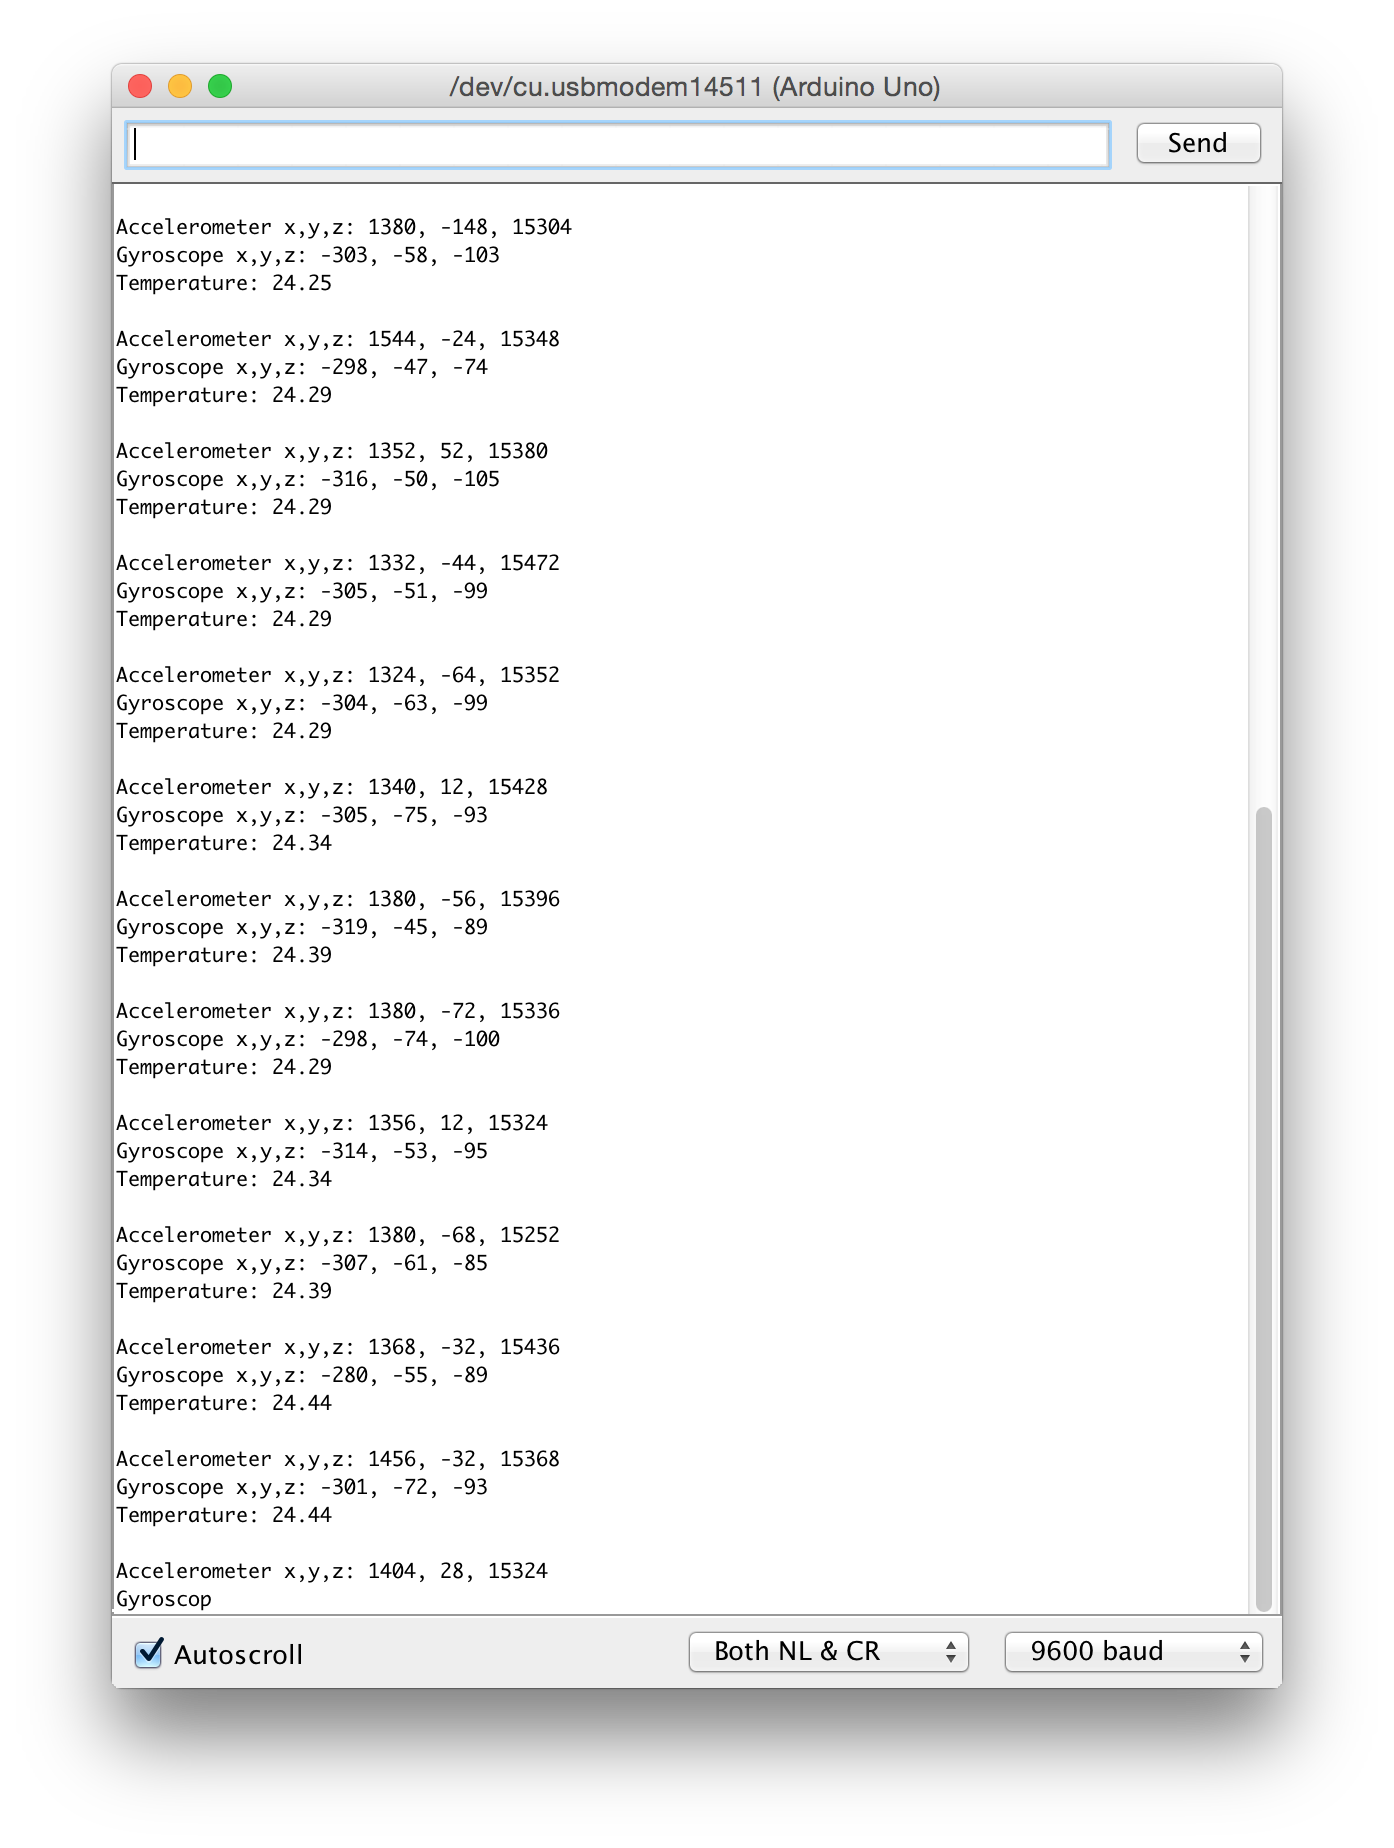 /dev/cu.usbmodem14511 (Arduino Uno)
Send
Accelerometer x,y,z: 1380, -148, 15304
Gyroscope x,y,z: -303, -58, -103
Temperature: 24.25
Accelerometer x,y,z: 1544, -24, 15348
Gyroscope x,y,z: -298, -47, -74
Temperature: 24.29
Accelerometer x,y,z: 1352, 52, 15380
Gyroscope x,y,z: -316, -50, -105
Temperature: 24.29
Accelerometer x,y,z: 1332, -44, 15472
Gyroscope x,y,z: -305, -51, -99
Temperature: 24.29
Accelerometer x,y,z: 1324, -64, 15352
Gyroscope x,y,z: -304, -63, -99
Temperature: 24.29
Accelerometer x,y,z: 1340, 12, 15428
Gyroscope x,y,z: -305, -75, -93
Temperature: 24.34
Accelerometer x,y,z: 1380, -56, 15396
Gyroscope x,y,z: -319, -45, -89
Temperature: 24.39
Accelerometer x,y,z: 1380, -72, 15336
Gyroscope x,y,z: -298, -74, -100
Temperature: 24.29
Accelerometer x,y,z: 1356, 12, 15324
Gyroscope x,y,z: -314, -53, -95
Temperature: 24.34
Accelerometer x,y,z: 1380, -68, 15252
Gyroscope x,y,z: -307, -61, -85
Temperature: 24.39
Accelerometer x,y,z: 1368, -32, 15436
Gyroscope x,y,z: -280, -55, -89
Temperature: 24.44
Accelerometer x,y,z: 1456, -32, 15368
Gyroscope x,y,z: -301, -72, -93
Temperature: 24.44
Accelerometer x,y,z: 1404, 28, 15324
Gyroscop
Autoscroll
Both NL & CR
9600 baud